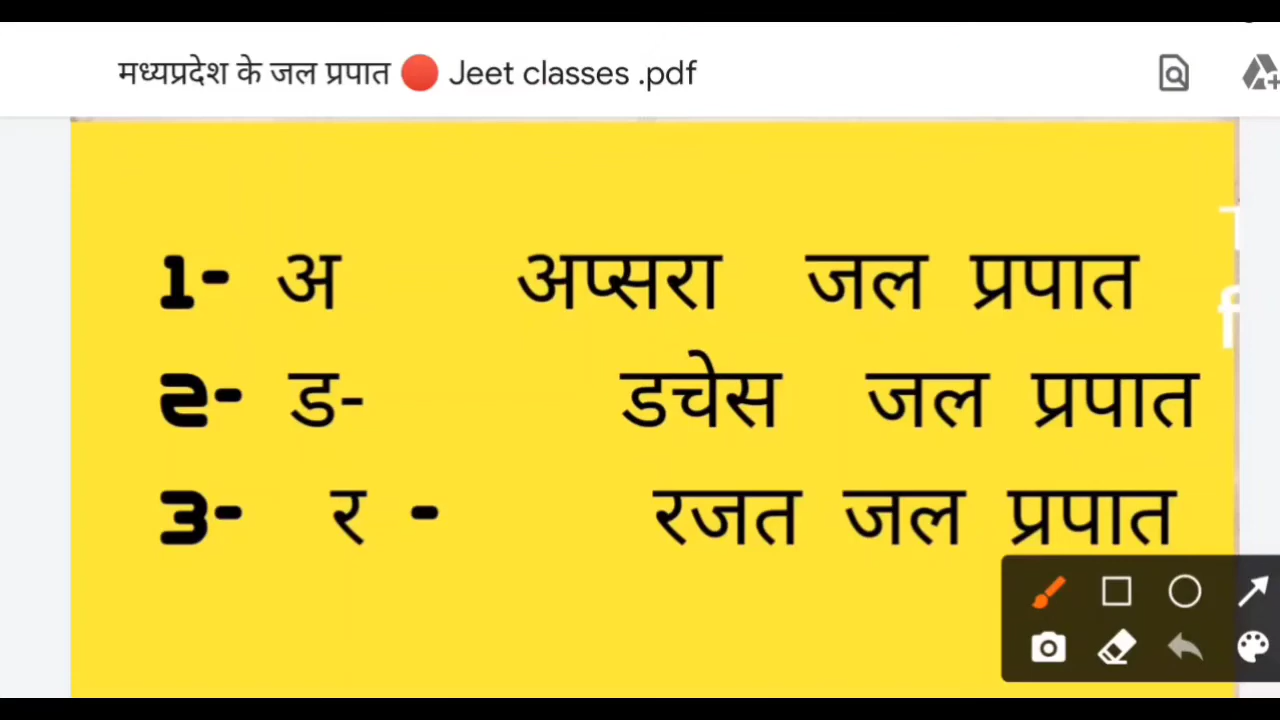 मध्यप्रदेश के जल प्रपात 🔴 Jeet classes .pdf
1- अ अप्सरा जल प्रपात
2- ड- डचेस जल प्रपात
3- र - रजत जल प्रपात